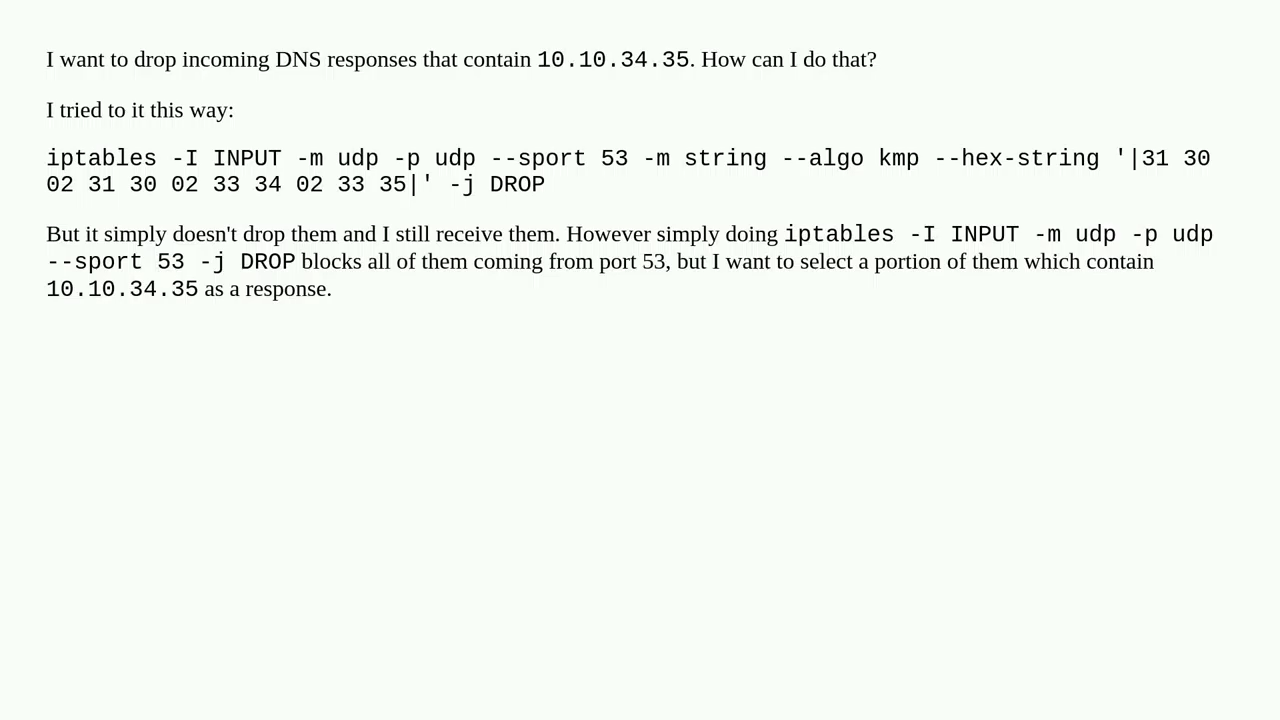 I want to drop incoming DNS responses that contain 10.10.34.35. How can I do that?
I tried to it this way:
iptables -I INPUT -m udp -p udp --sport 53 -m string --algo kmp --hex-string '|31 30
02 31 30 02 33 34 02 33 35|' -j DROP
But it simply doesn't drop them and I still receive them. However simply doing iptables -I INPUT -m udp -p udp
--sport 53 -j DROP blocks all of them coming from port 53, but I want to select a portion of them which contain
10.10.34.35 as a response.